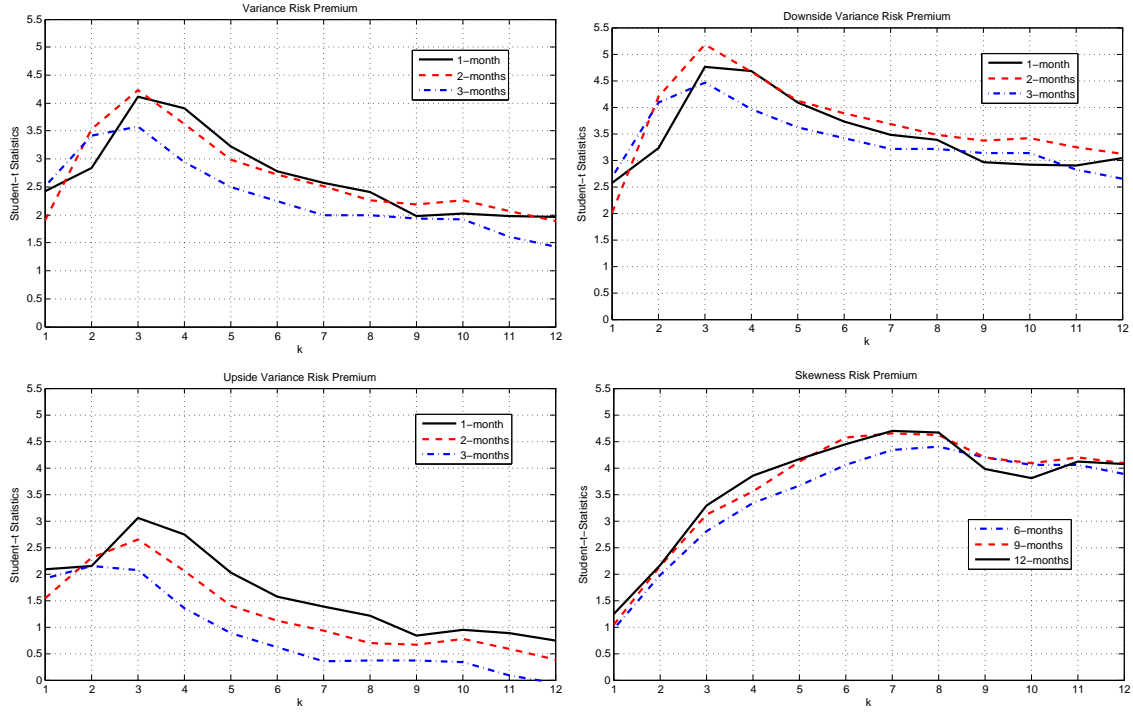 Variance Risk Premium
5.5
5
4.5
4
3.5
3
2.5
2
1.5
1
0.5
0
Student−t Statistics
1−month
2−months
3−months
1 2 3 4 5 6 7 8 9 10 11 12
k
Downside Variance Premium
5.5
5
4.5
4
3.5
3
2.5
2
1.5
1
0.5
0
Student−t Statistics
1−month
2−months
3−months
1 2 3 4 5 6 7 8 9 10 11 12
k
Upside Variance Risk Premium
5.5
5
4.5
4
3.5
3
2.5
2
1.5
1
0.5
0
Student−t Statistics
1−month
2−months
3−months
1 2 3 4 5 6 7 8 9 10 11 12
k
Skewness Risk Premium
5.5
5
4.5
4
3.5
3
2.5
2
1.5
1
0.5
0
Student−t−Statistics
6−months
9−months
12−months
1 2 3 4 5 6 7 8 9 10 11 12
k